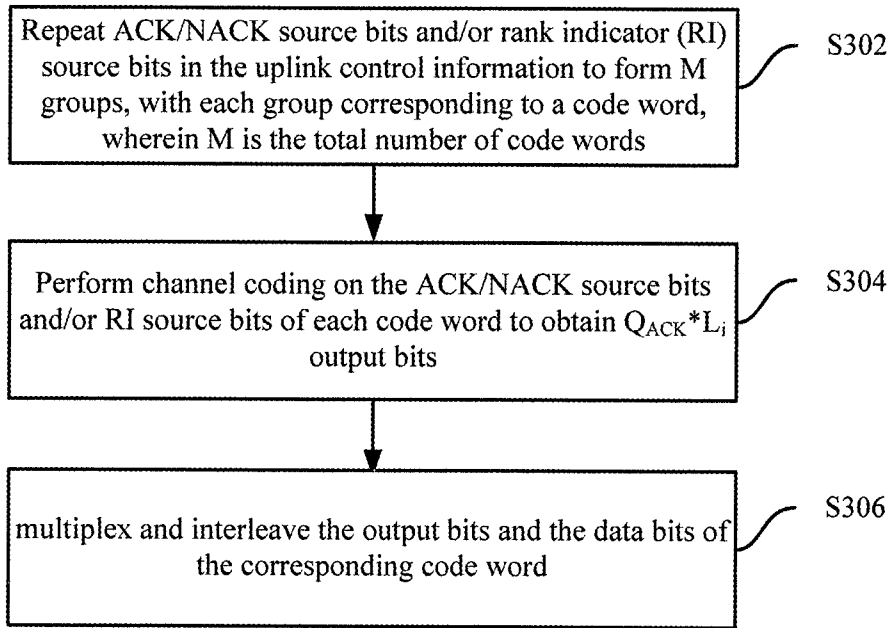 Repeat ACK/NACK source bits and/or rank indicator (RI)
source bits in the uplink control information to form M
groups, with each group corresponding to a code word,
wherein M is the total number of code words
S302
Perform channel coding on the ACK/NACK source bits
and/or RI source bits of each code word to obtain Q_ACK*L_i
output bits
S304
multiplex and interleave the output bits and the data bits of
the corresponding code word
S306